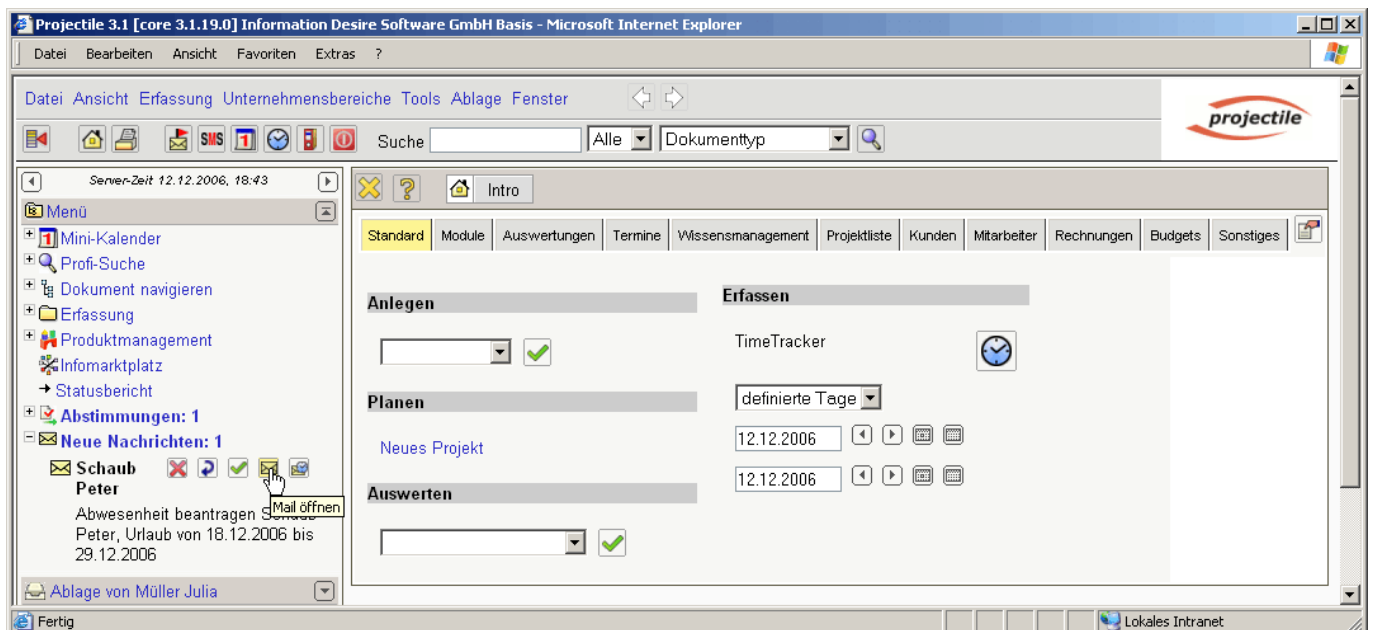 Projectile 3.1 [core 3.1.19.0] Information Desire Software GmbH Basis - Microsoft Internet Explorer
Datei Bearbeiten Ansicht Favoriten Extras ?
Datei Ansicht Erfassung Unternehmensbereiche Tools Ablage Fenster
projectile
SMS 1 Suche Alle Dokumenttyp
Server-Zeit 12.12.2006, 18:43
Intro
Menü
Standard Module Auswertungen Termine Wissensmanagement Projektliste Kunden Mitarbeiter Rechnungen Budgets Sonstiges
1 Mini-Kalender
Profi-Suche
Dokument navigieren
Erfassung
Produktmanagement
Infomarktplatz
Statusbericht
Abstimmungen: 1
Neue Nachrichten: 1
Schaub
Peter
Mail öffnen
Abwesenheit beantragen Schaub
Peter, Urlaub von 18.12.2006 bis
29.12.2006
Ablage von Müller Julia
Anlegen
Planen
Neues Projekt
Auswerten
Erfassen
TimeTracker
definierte Tage
12.12.2006
12.12.2006
Fertig
Lokales Intranet